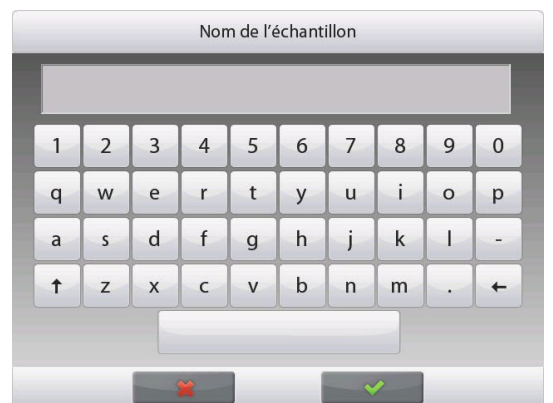 Nom de l'échantillon
1 2 3 4 5 6 7 8 9 0
q w e r t y u i o p
a s d f g h j k l -
↑ z x c v b n m . ←